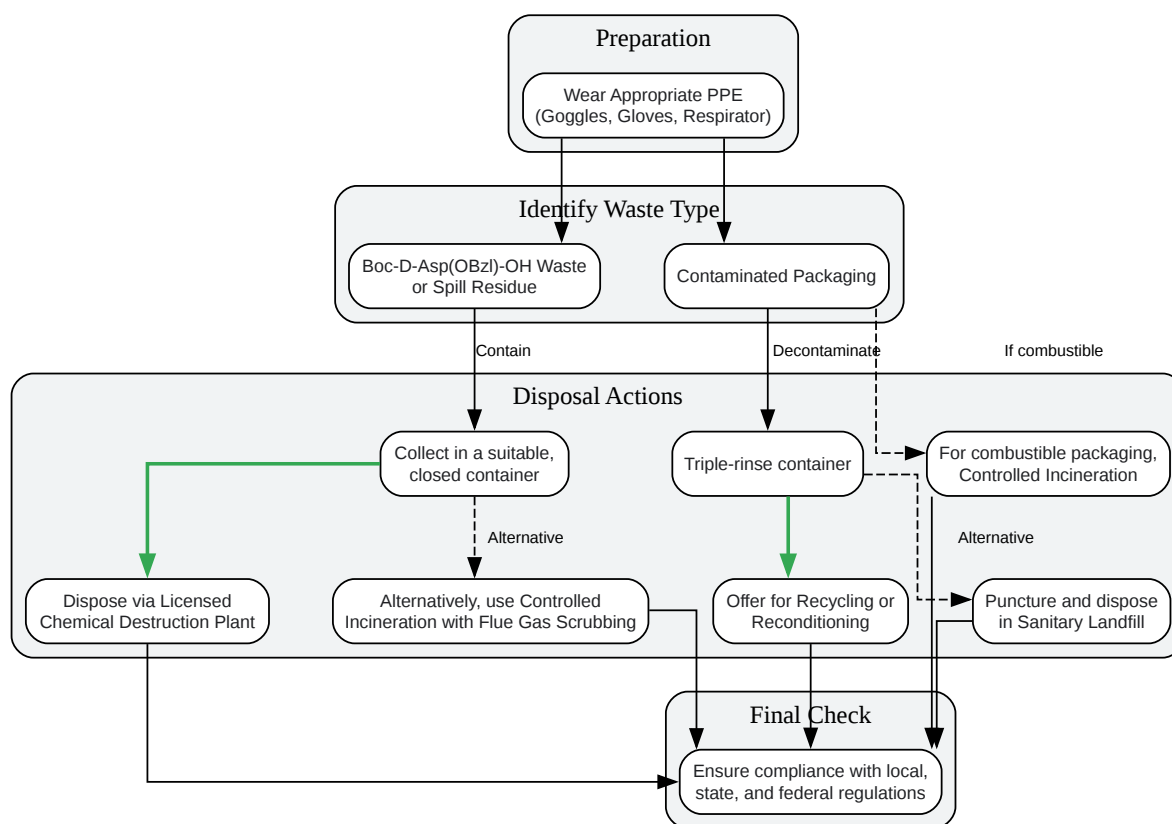 Preparation
Wear Appropriate PPE
(Goggles, Gloves, Respirator)
Identify Waste Type
Boc-D-Asp(OBzl)-OH Waste
or Spill Residue
Contaminated Packaging
Contain
Decontaminate
If combustible
Disposal Actions
Collect in a suitable,
closed container
Triple-rinse container
For combustible packaging,
Controlled Incineration
Alternative
Alternative
Dispose via Licensed
Chemical Destruction Plant
Alternatively, use Controlled
Incineration with Flue Gas Scrubbing
Offer for Recycling or
Reconditioning
Puncture and dispose
in Sanitary Landfill
Final Check
Ensure compliance with local,
state, and federal regulations